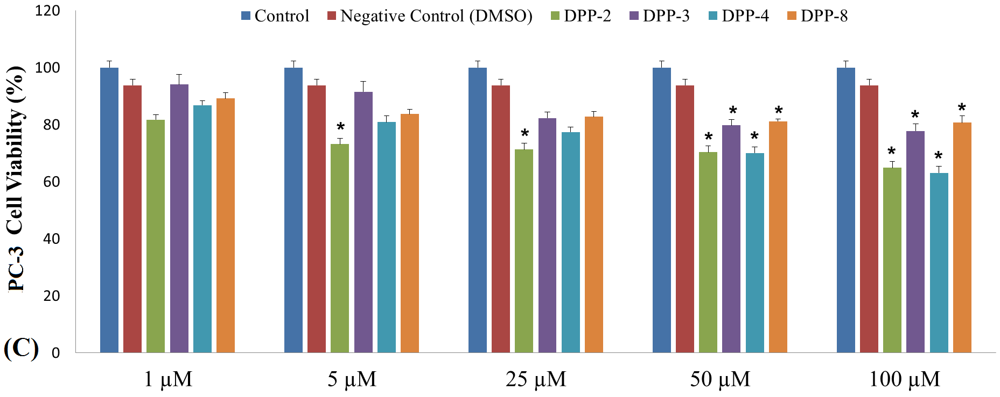 120
Control Negative Control (DMSO) DPP-2 DPP-3 DPP-4 DPP-8
100
80
60
40
20
0
PC-3 Cell Viability (%)
(C)
* * * * * * * * * *
1 µM 5 µM 25 µM 50 µM 100 µM